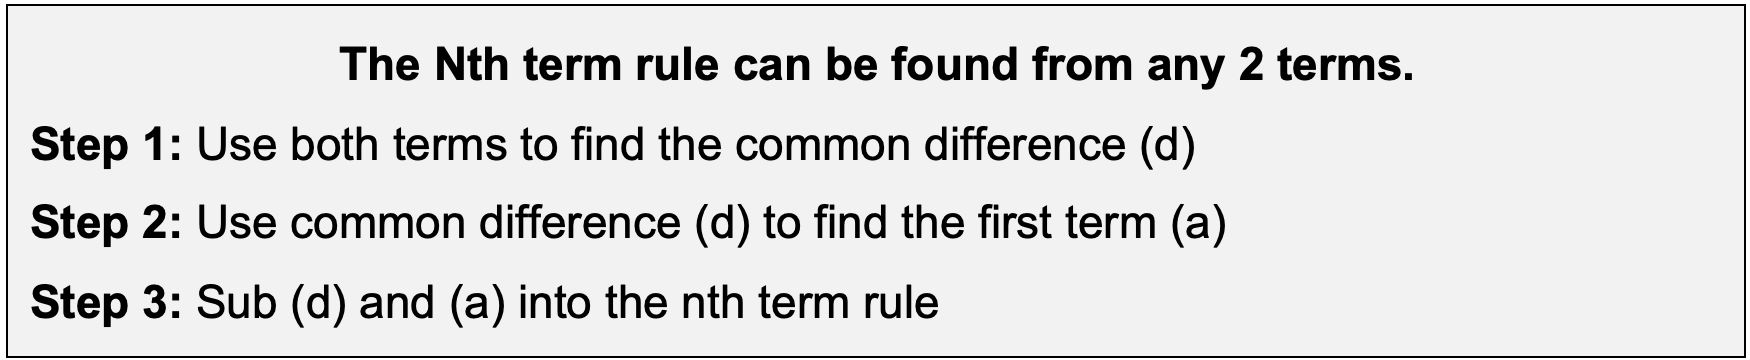 The Nth term rule can be found from any 2 terms.
Step 1: Use both terms to find the common difference (d)
Step 2: Use common difference (d) to find the first term (a)
Step 3: Sub (d) and (a) into the nth term rule